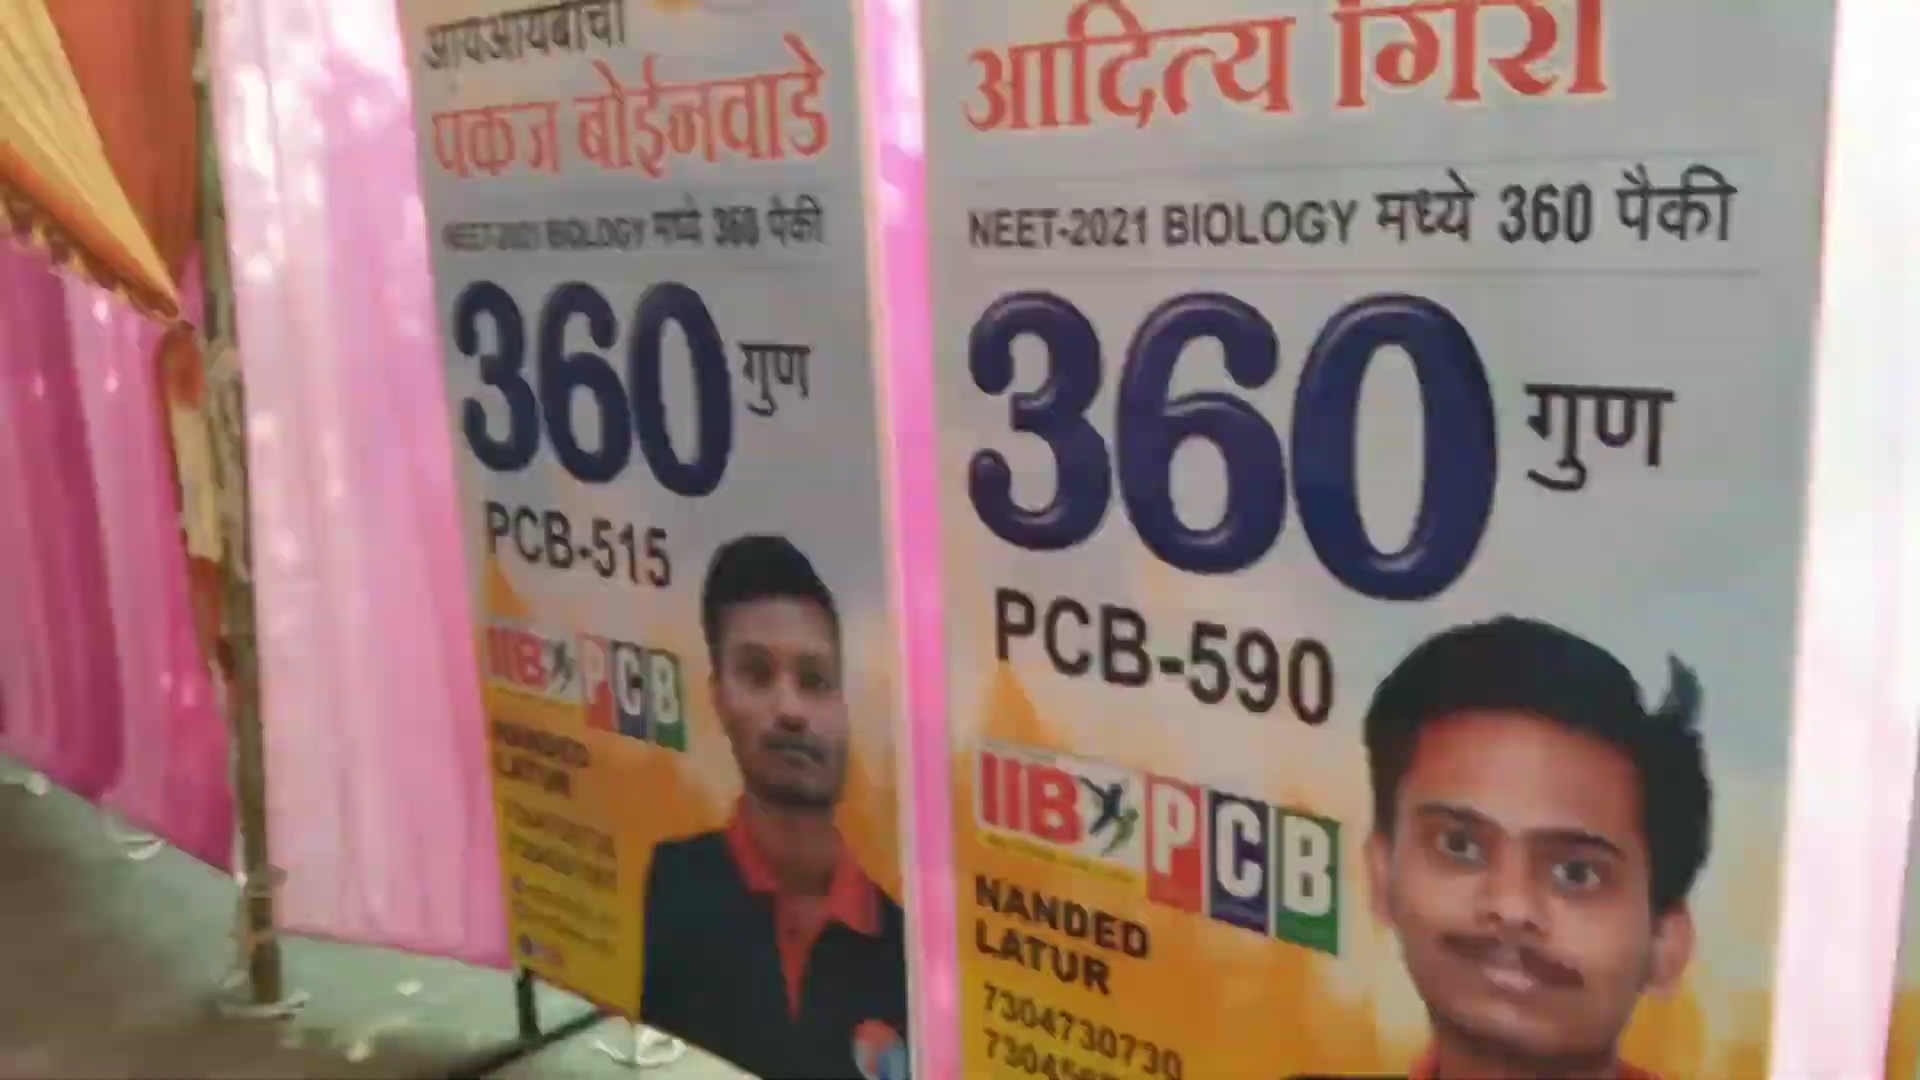 आयआयबीचा
पंकज बोईनवाडे
NEET-2021 BIOLOGY मध्ये 360 पैकी
360 गुण
PCB-515
IIB PCB
NANDED
LATUR
आदित्य गिरी
NEET-2021 BIOLOGY मध्ये 360 पैकी
360 गुण
PCB-590
IIB PCB
NANDED
LATUR
7304730730